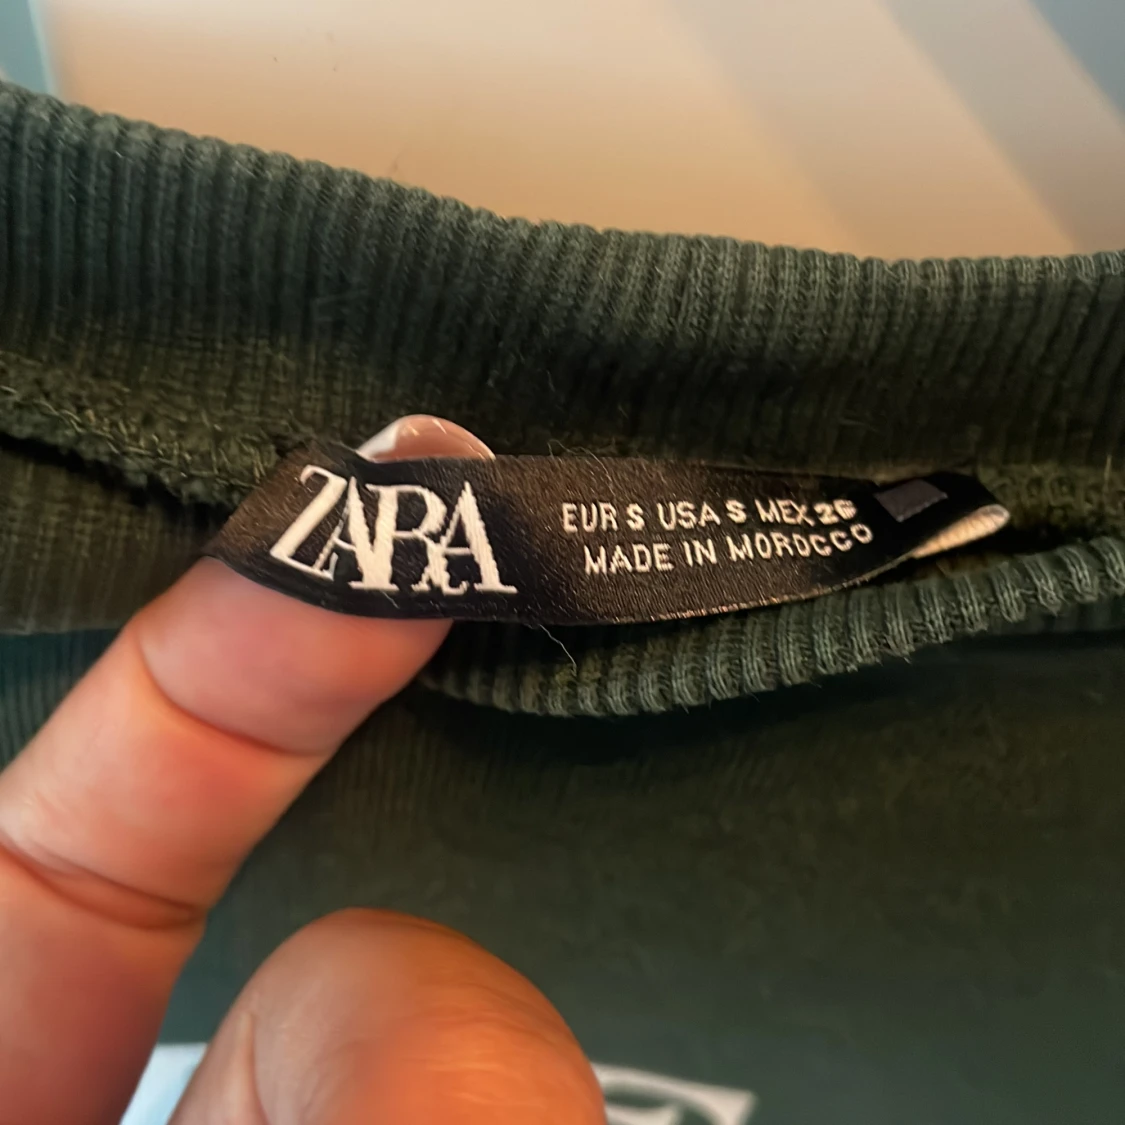 ZARA
EUR S USA S MEX 26
MADE IN MOROCCO